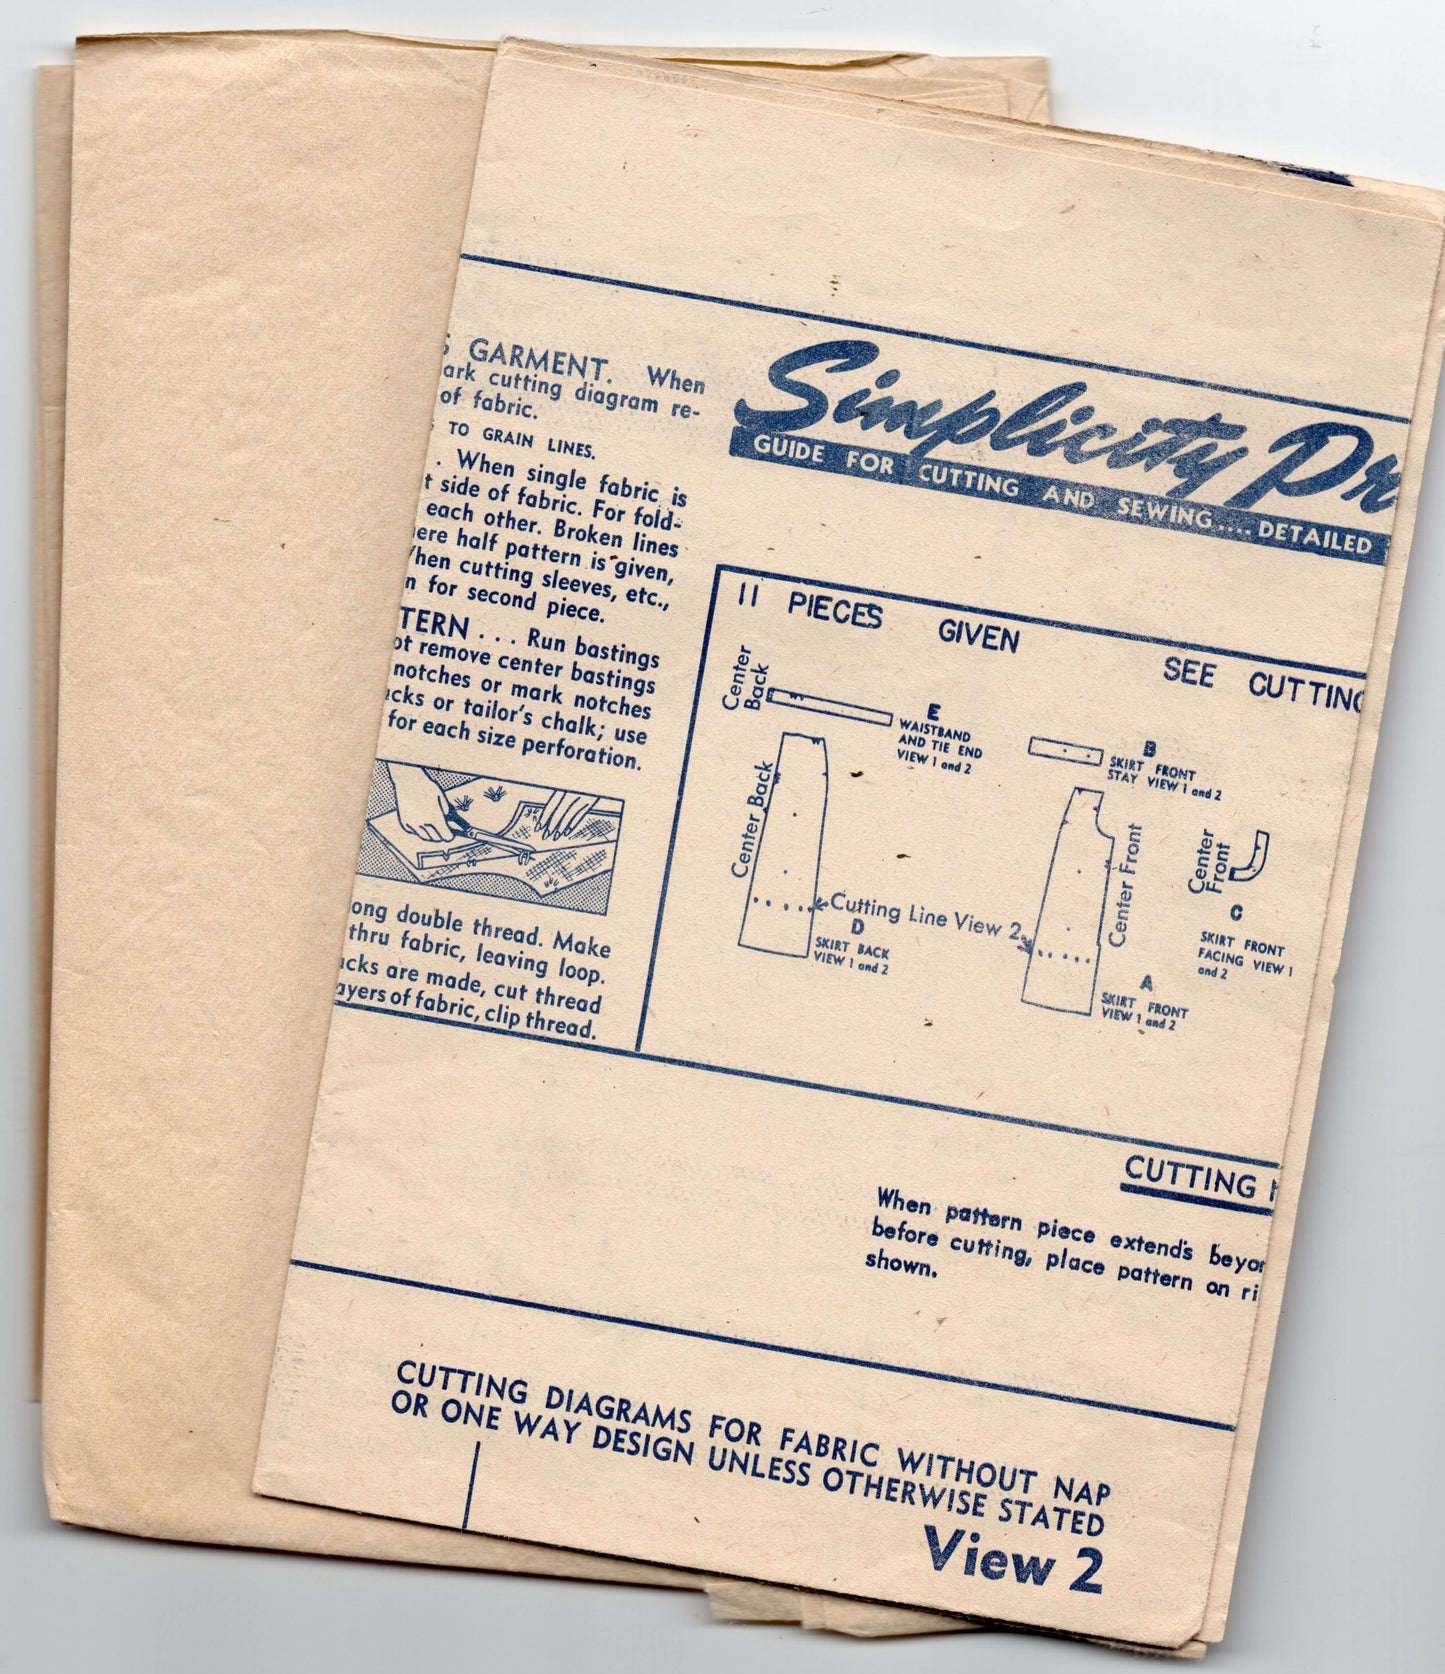 GARMENT. When
ark cutting diagram re-
of fabric.
TO GRAIN LINES.
. When single fabric is
t side of fabric. For fold-
each other. Broken lines
ere half pattern is given,
hen cutting sleeves, etc.,
n for second piece.
TERN . . . Run bastings
ot remove center bastings
notches or mark notches
cks or tailor's chalk; use
for each size perforation.
ong double thread. Make
thru fabric, leaving loop.
cks are made, cut thread
ayers of fabric, clip thread.
Simplicity Pr
GUIDE FOR CUTTING AND SEWING.... DETAILED
11 PIECES GIVEN
SEE CUTTING
Center
Back
E
WAISTBAND
AND TIE END
VIEW 1 and 2
B
SKIRT FRONT
STAY VIEW 1 and 2
Center Back
Center Front
Center
Front
C
SKIRT FRONT
FACING VIEW 1
and 2
Cutting Line View 2
D
SKIRT BACK
VIEW 1 and 2
A
SKIRT FRONT
VIEW 1 and 2
CUTTING
When pattern piece extends beyon
before cutting, place pattern on ri
shown.
CUTTING DIAGRAMS FOR FABRIC WITHOUT NAP
OR ONE WAY DESIGN UNLESS OTHERWISE STATED
View 2